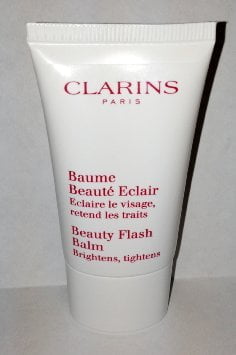 CLARINS
PARIS
Baume
Beauté Eclair
Eclaire le visage,
retend les traits
Beauty Flash
Balm
Brightens, tightens